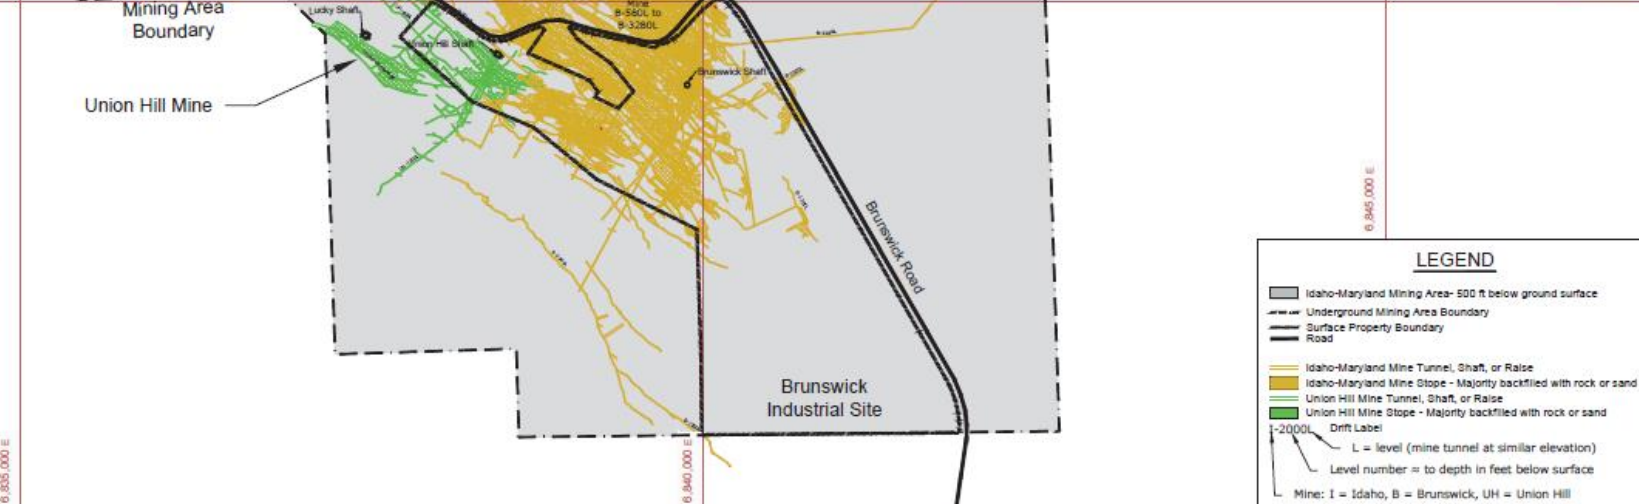 Mining Area
Boundary
Lucky Shaft
Union Hill Shaft
Mine
B-580L to
B-3280L
Brunswick Shaft
Union Hill Mine
Brunswick Road
Brunswick
Industrial Site
6,835,000 E
6,840,000 E
6,845,000 E
LEGEND
Idaho-Maryland Mining Area- 500 ft below ground surface
Underground Mining Area Boundary
Surface Property Boundary
Road
Idaho-Maryland Mine Tunnel, Shaft, or Raise
Idaho-Maryland Mine Stope - Majority backfilled with rock or sand
Union Hill Mine Tunnel, Shaft, or Raise
Union Hill Mine Stope - Majority backfilled with rock or sand
I-2000L Drift Label
L = level (mine tunnel at similar elevation)
Level number ≈ to depth in feet below surface
Mine: I = Idaho, B = Brunswick, UH = Union Hill